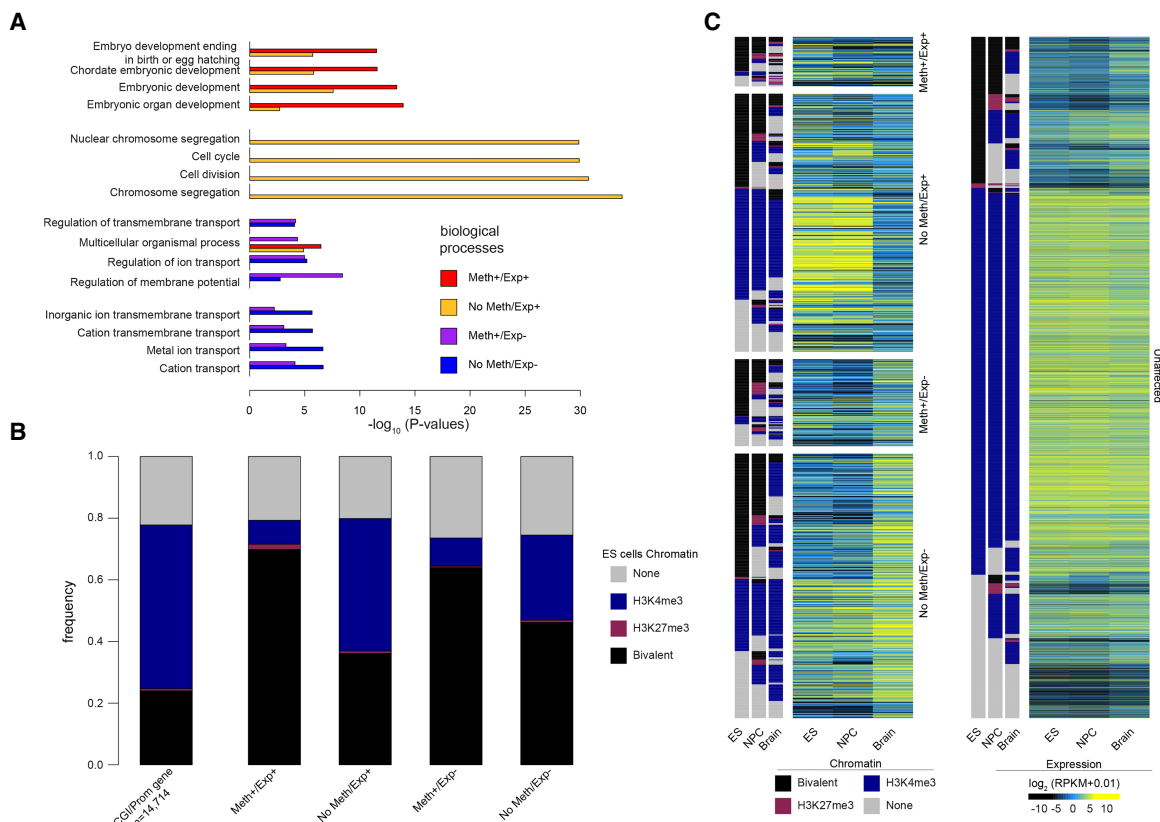 A
Embryo development ending
in birth or egg hatching
Chordate embryonic development
Embryonic development
Embryonic organ development
Nuclear chromosome segregation
Cell cycle
Cell division
Chromosome segregation
Regulation of transmembrane transport
Multicellular organismal process
Regulation of ion transport
Regulation of membrane potential
Inorganic ion transmembrane transport
Cation transmembrane transport
Metal ion transport
Cation transport
biological
processes
Meth+/Exp+
No Meth/Exp+
Meth+/Exp-
No Meth/Exp-
0 5 10 15 20 25 30
-log10 (P-values)
B
1.0
0.8
0.6
0.4
0.2
0.0
frequency
CGI/Prom gene
=14,714
Meth+/Exp+
No Meth/Exp+
Meth+/Exp-
No Meth/Exp-
ES cells Chromatin
None
H3K4me3
H3K27me3
Bivalent
C
Meth+/Exp+
No Meth/Exp+
Meth+/Exp-
No Meth/Exp-
Unaffected
ES NPC Brain ES NPC Brain
ES NPC Brain ES NPC Brain
Chromatin
Bivalent
H3K4me3
H3K27me3
None
Expression
log2 (RPKM+0.01)
-10 -5 0 5 10